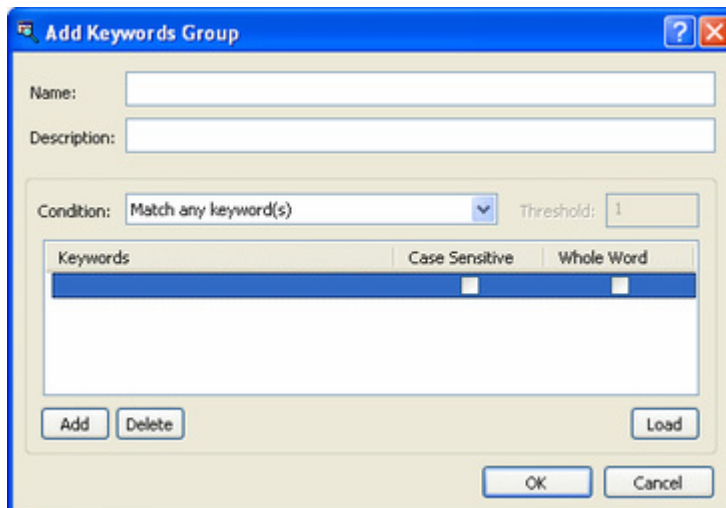 Add Keywords Group
Name:
Description:
Condition: Match any keyword(s) Threshold: 1
Keywords Case Sensitive Whole Word
Add Delete Load
OK Cancel